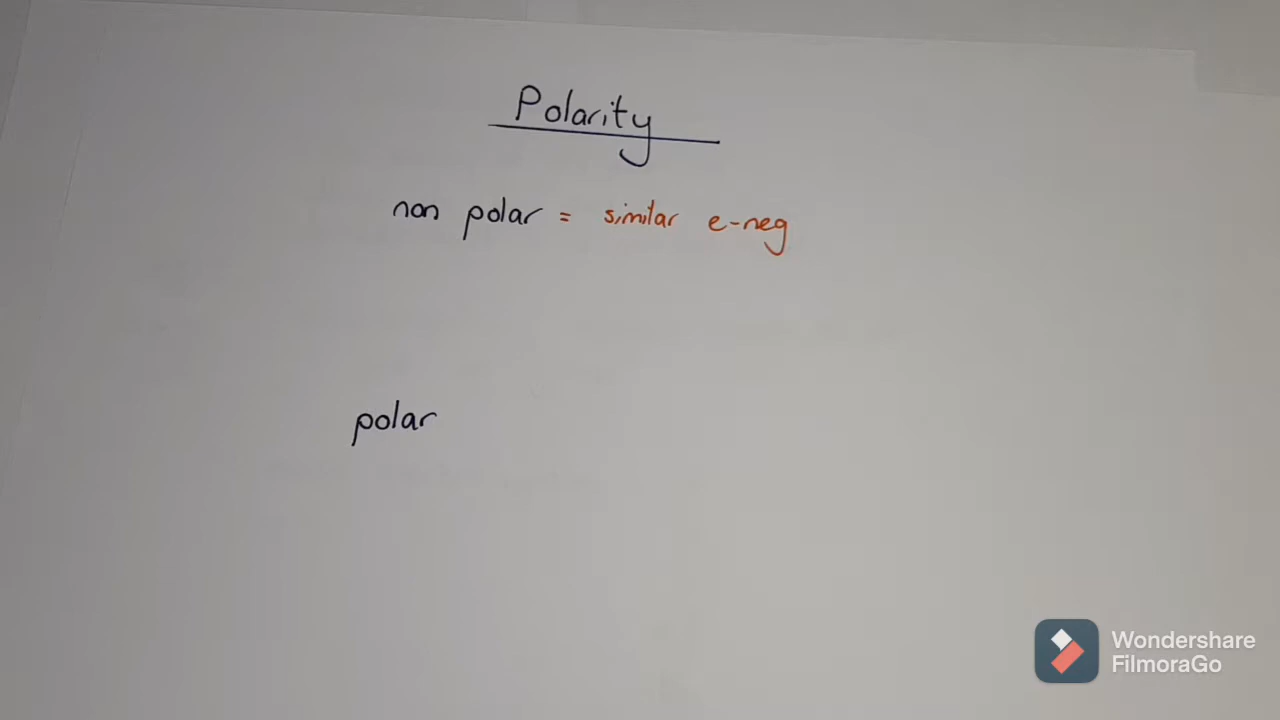 Polarity
non polar = similar e-neg
polar
Wondershare
FilmoraGo